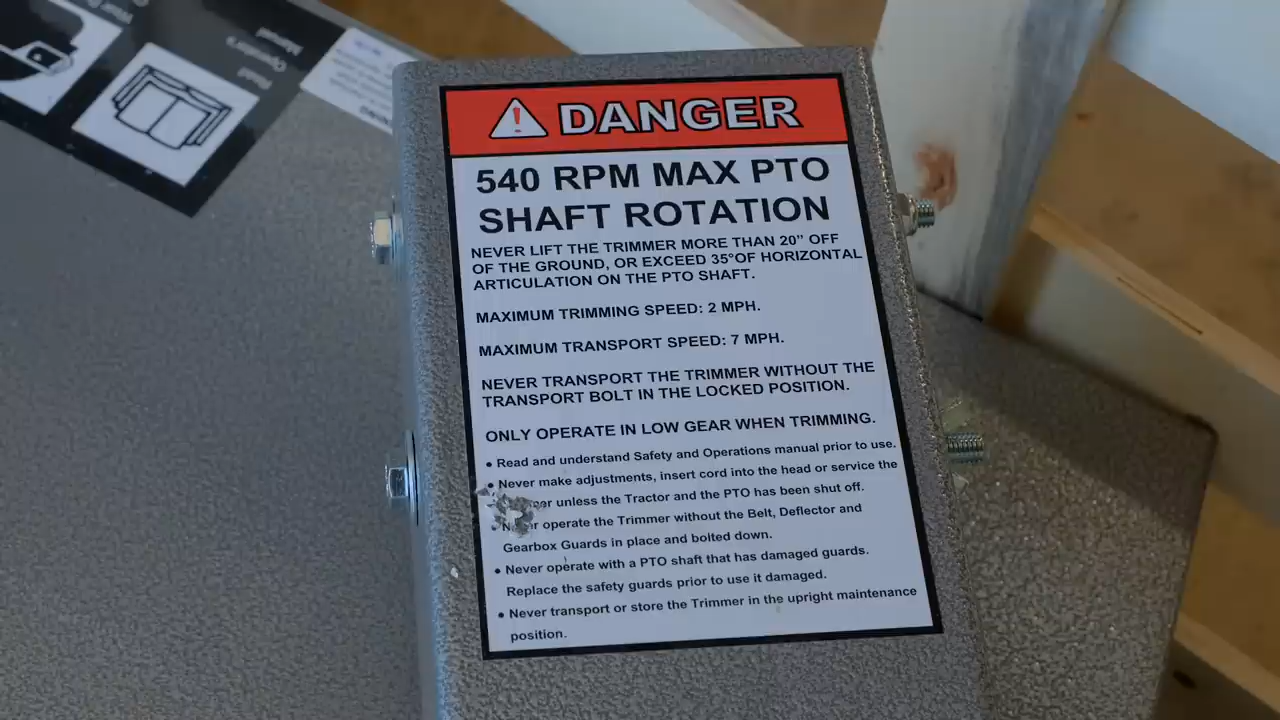 Read
Operator's
Manual
DANGER
540 RPM MAX PTO
SHAFT ROTATION
NEVER LIFT THE TRIMMER MORE THAN 20” OFF
OF THE GROUND, OR EXCEED 35°OF HORIZONTAL
ARTICULATION ON THE PTO SHAFT.
MAXIMUM TRIMMING SPEED: 2 MPH.
MAXIMUM TRANSPORT SPEED: 7 MPH.
NEVER TRANSPORT THE TRIMMER WITHOUT THE
TRANSPORT BOLT IN THE LOCKED POSITION.
ONLY OPERATE IN LOW GEAR WHEN TRIMMING.
• Read and understand Safety and Operations manual prior to use.
• Never make adjustments, insert cord into the head or service the
unless the Tractor and the PTO has been shut off.
• Never operate the Trimmer without the Belt, Deflector and
Gearbox Guards in place and bolted down.
• Never operate with a PTO shaft that has damaged guards.
Replace the safety guards prior to use it damaged.
• Never transport or store the Trimmer in the upright maintenance
position.